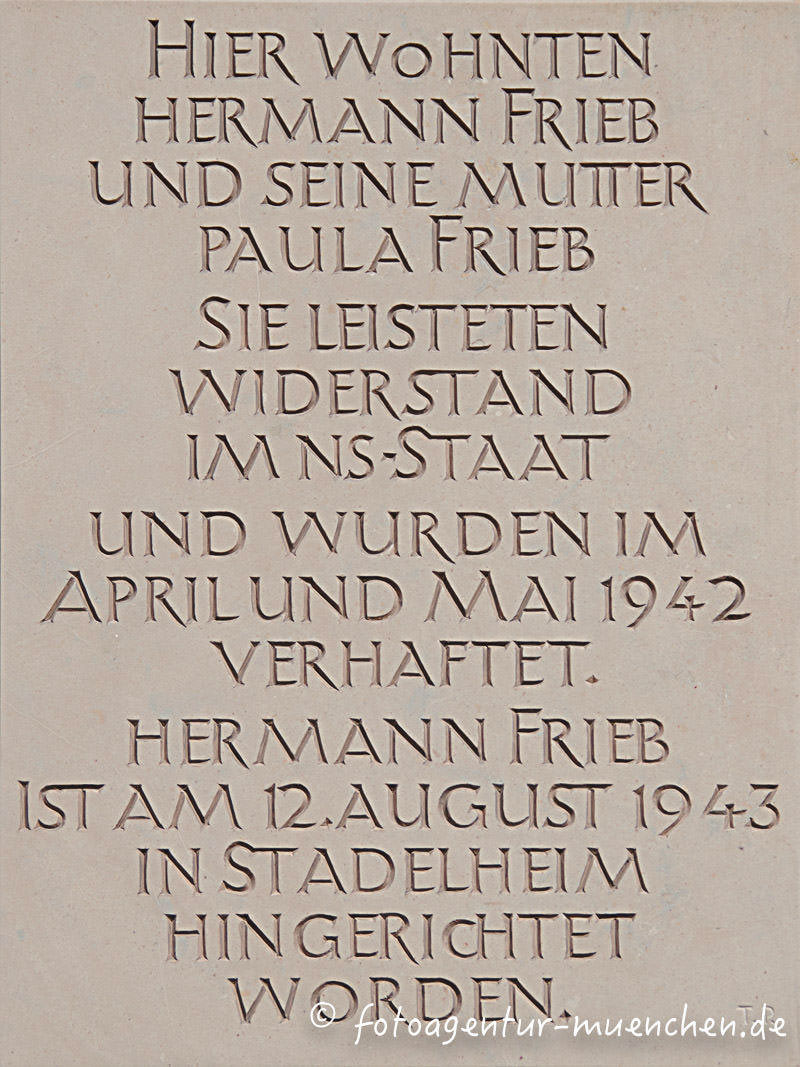 HIER WOHNTEN
HERMANN FRIEB
UND SEINE MUTTER
PAULA FRIEB
SIE LEISTETEN
WIDERSTAND
IM NS-STAAT
UND WURDEN IM
APRIL UND MAI 1942
VERHAFTET.
HERMANN FRIEB
IST AM 12. AUGUST 1943
IN STADELHEIM
HINGERICHTET
WORDEN.
T.B.
© fotoagentur-muenchen.de